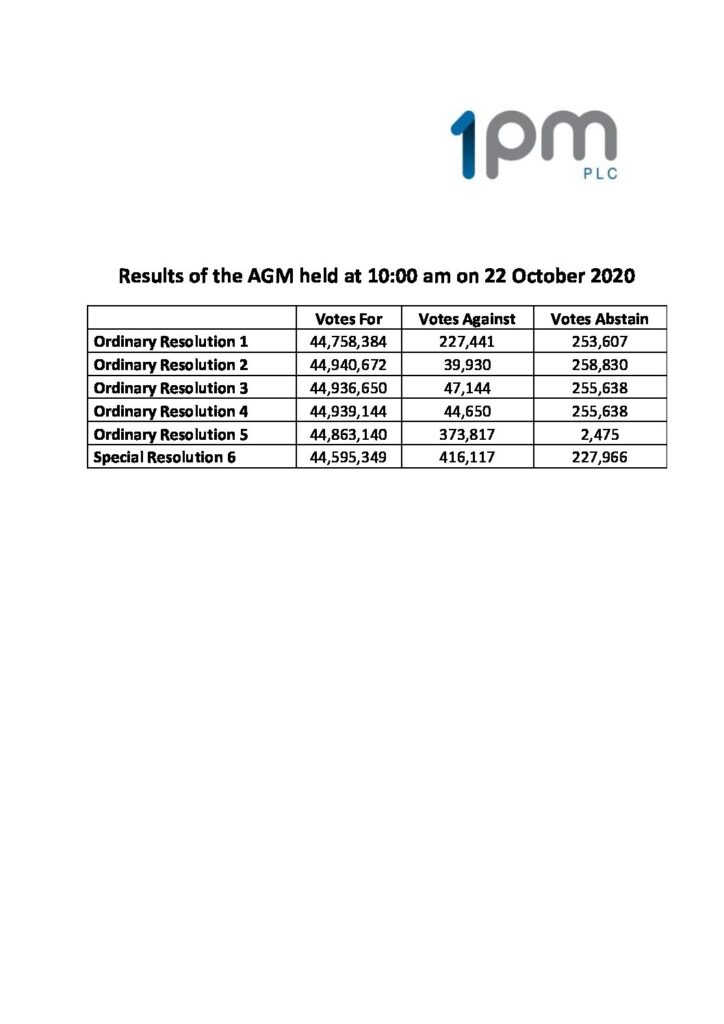 1pm
PLC
Results of the AGM held at 10:00 am on 22 October 2020
Votes For Votes Against Votes Abstain
Ordinary Resolution 1 44,758,384 227,441 253,607
Ordinary Resolution 2 44,940,672 39,930 258,830
Ordinary Resolution 3 44,936,650 47,144 255,638
Ordinary Resolution 4 44,939,144 44,650 255,638
Ordinary Resolution 5 44,863,140 373,817 2,475
Special Resolution 6 44,595,349 416,117 227,966